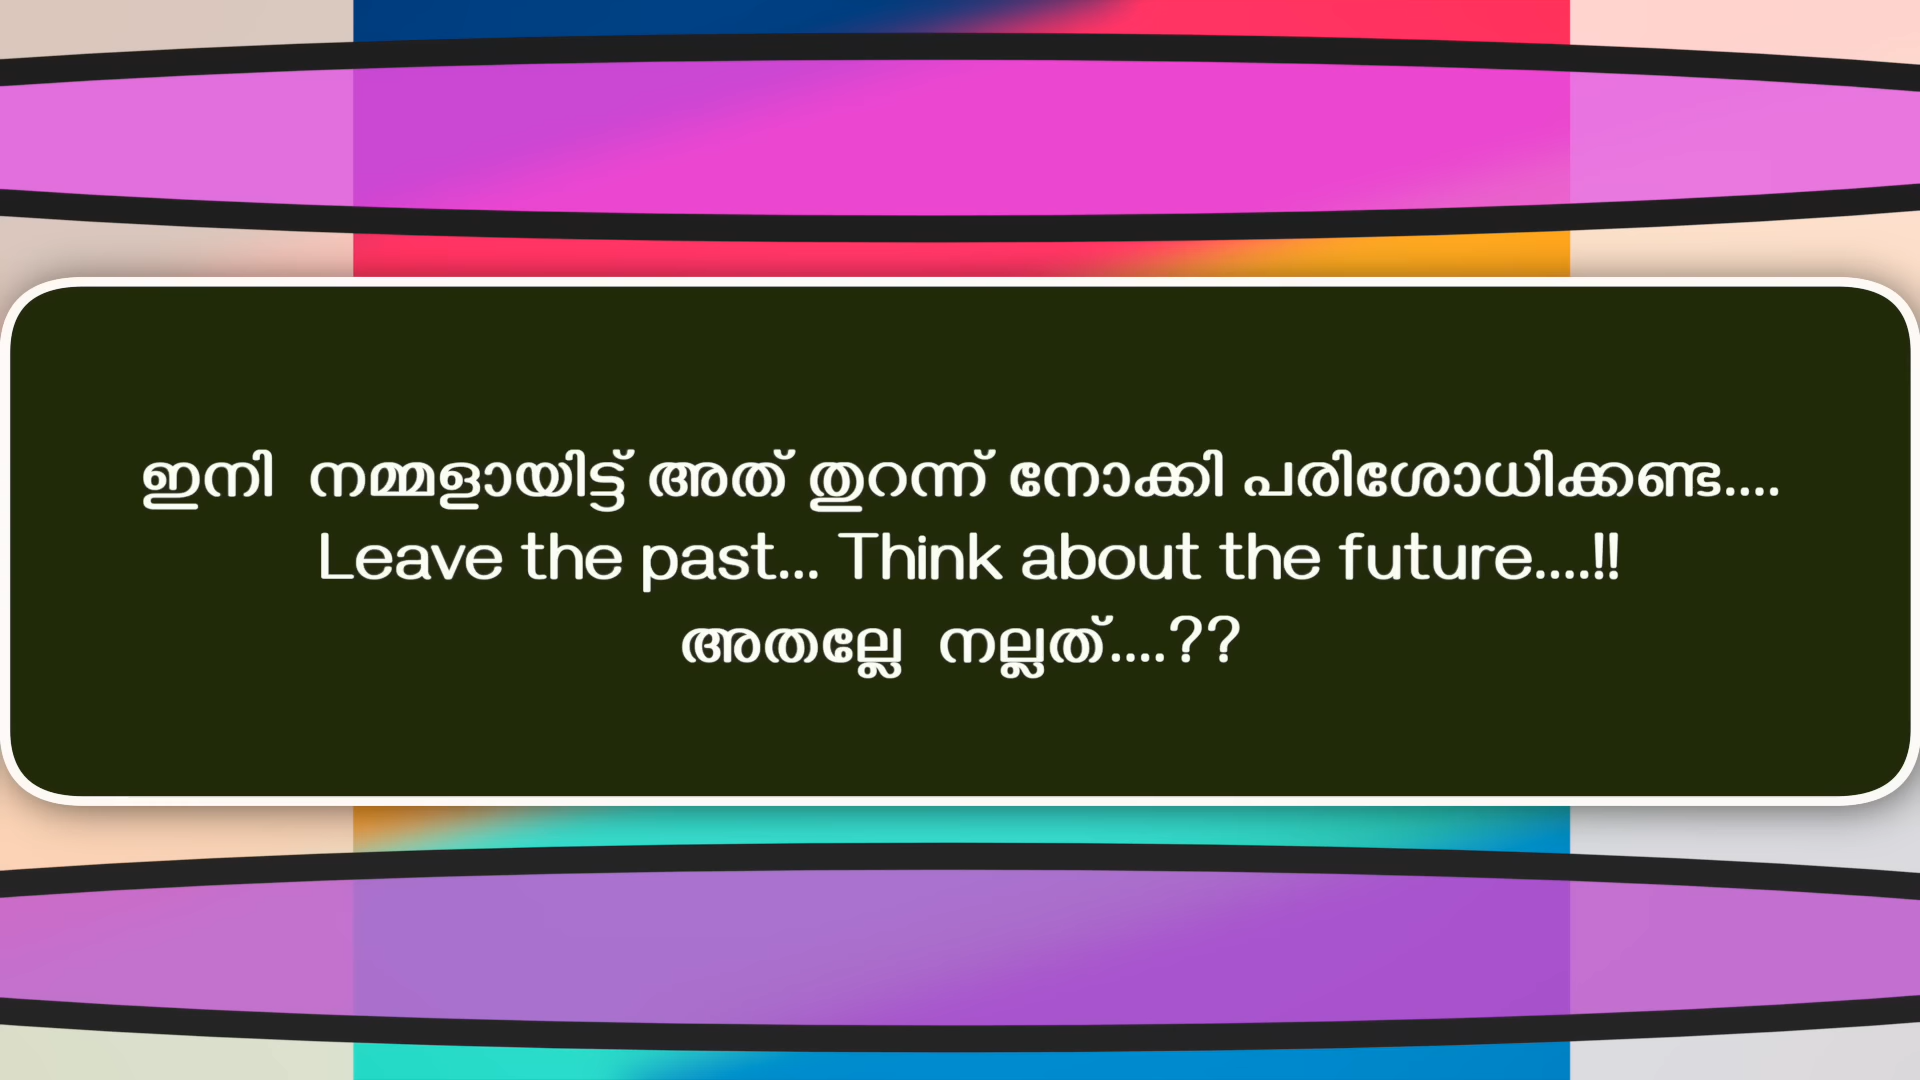 ഇനി  നമ്മളായിട്ട് അത് തുറന്ന് നോക്കി പരിശോധിക്കണ്ട....
Leave the past... Think about the future....!!
അതല്ലേ  നല്ലത്....??